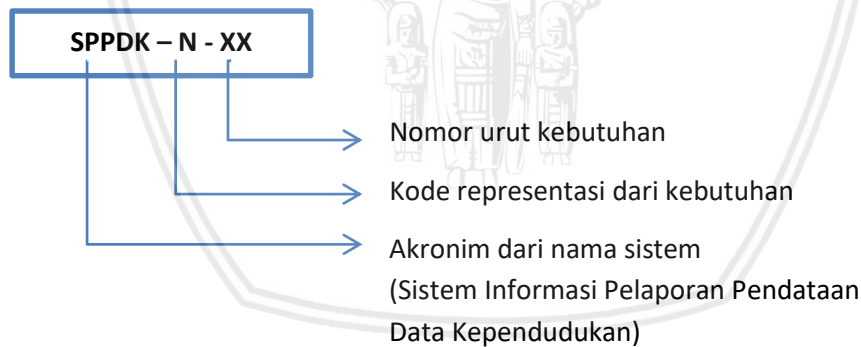 SPPDK – N - XX
Nomor urut kebutuhan
Kode representasi dari kebutuhan
Akronim dari nama sistem
(Sistem Informasi Pelaporan Pendataan
Data Kependudukan)